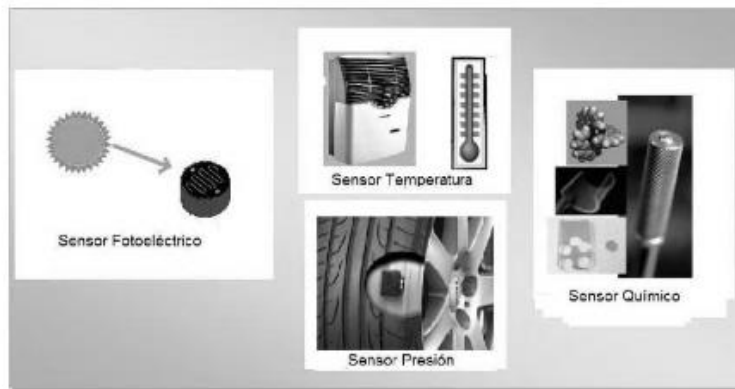 Sensor Fotoeléctrico
Sensor Temperatura
Sensor Presión
Sensor Químico